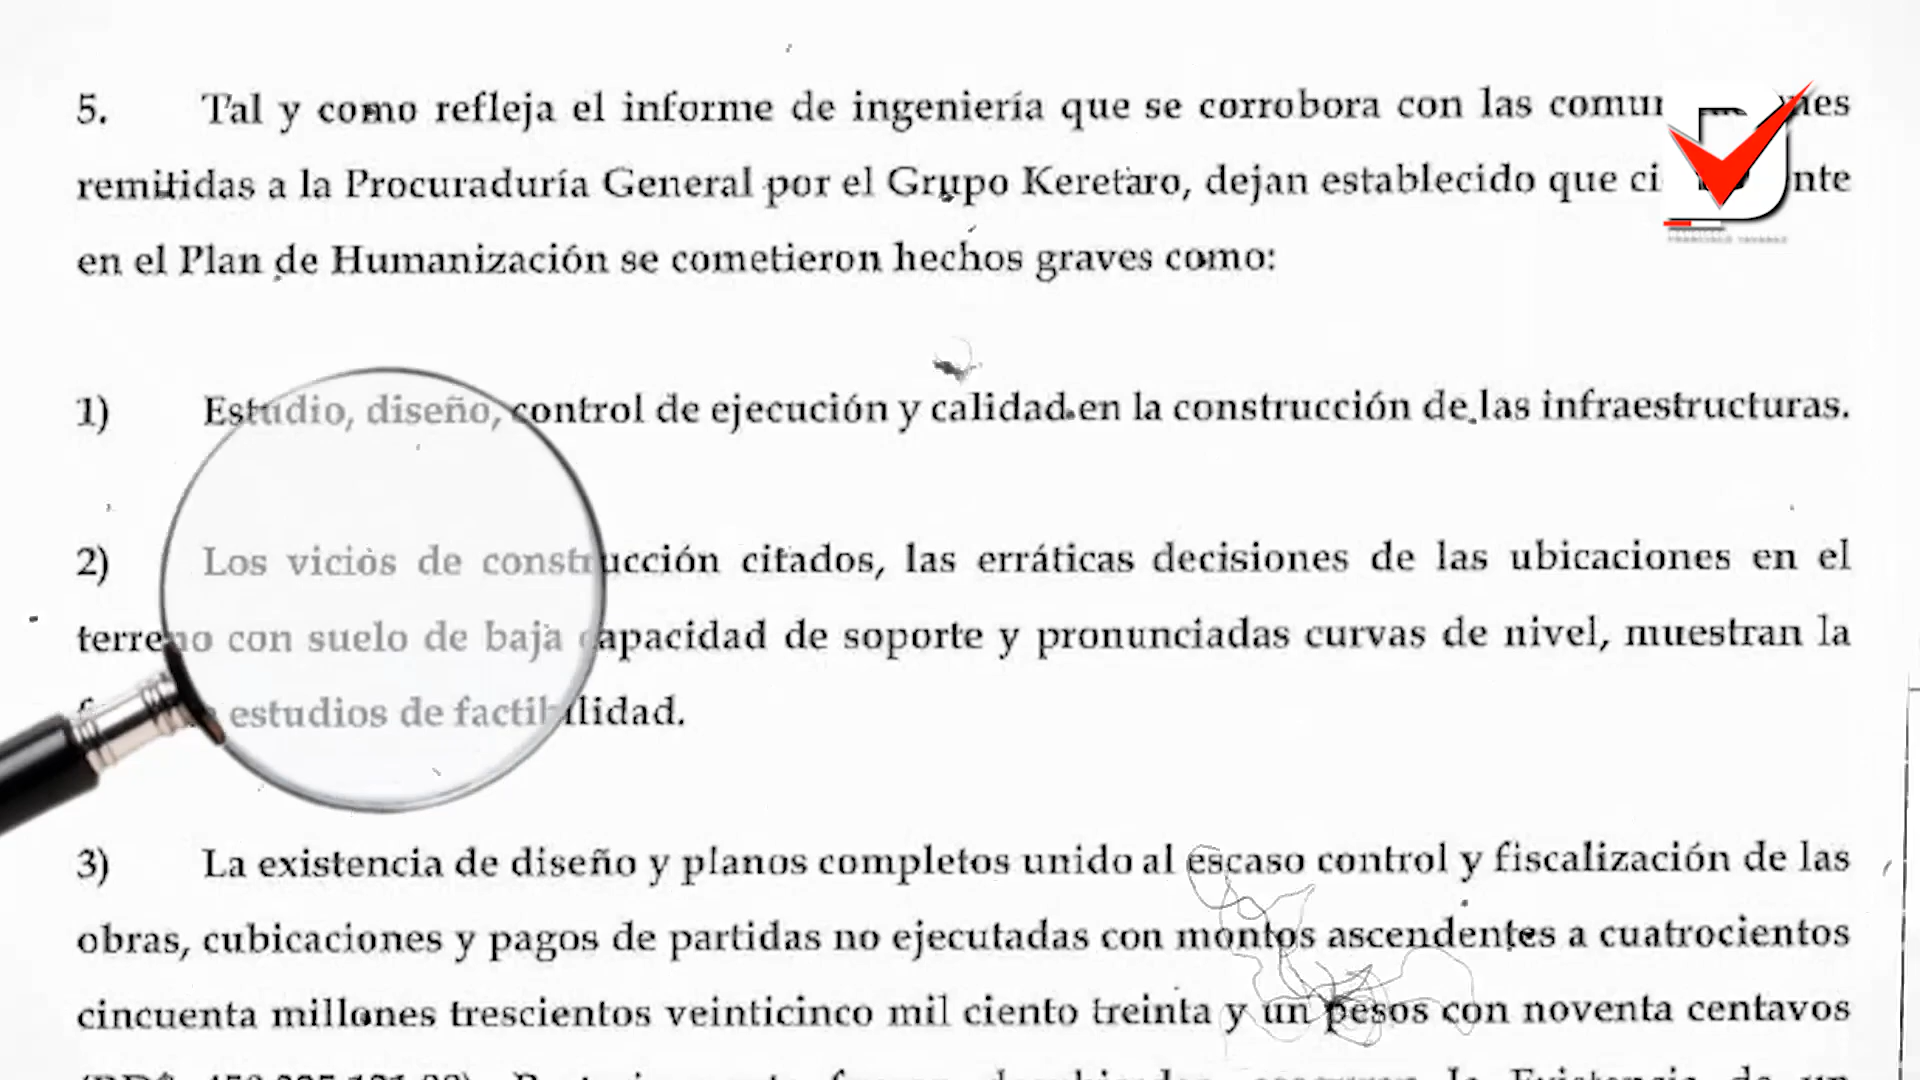 5. Tal y como refleja el informe de ingeniería que se corrobora con las
remitidas a la Procuraduría General por el Grupo Keretaro, dejan establecido que
en el Plan de Humanización se cometieron hechos graves como:
1) Estudio, diseño, control de ejecución y calidad en la construcción de las infraestructuras.
2) Los vicios de construcción citados, las erráticas decisiones de las ubicaciones en el
terreno con suelo de baja capacidad de soporte y pronunciadas curvas de nivel, muestran la
estudios de factibilidad.
3) La existencia de diseño y planos completos unido al escaso control y fiscalización de las
obras, cubicaciones y pagos de partidas no ejecutadas con montos ascendentes a cuatrocientos
cincuenta millones trescientos veinticinco mil ciento treinta y un pesos con noventa centavos